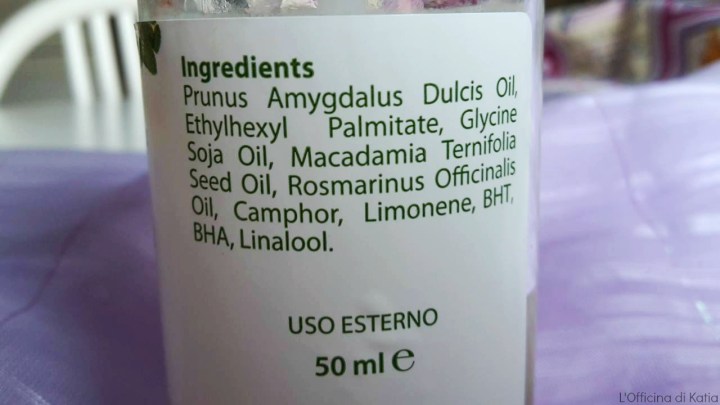 Ingredients
Prunus Amygdalus Dulcis Oil,
Ethylhexyl Palmitate, Glycine
Soja Oil, Macadamia Ternifolia
Seed Oil, Rosmarinus Officinalis
Oil, Camphor, Limonene, BHT,
BHA, Linalool.
USO ESTERNO
50 ml ℮
L'Officina di Katia